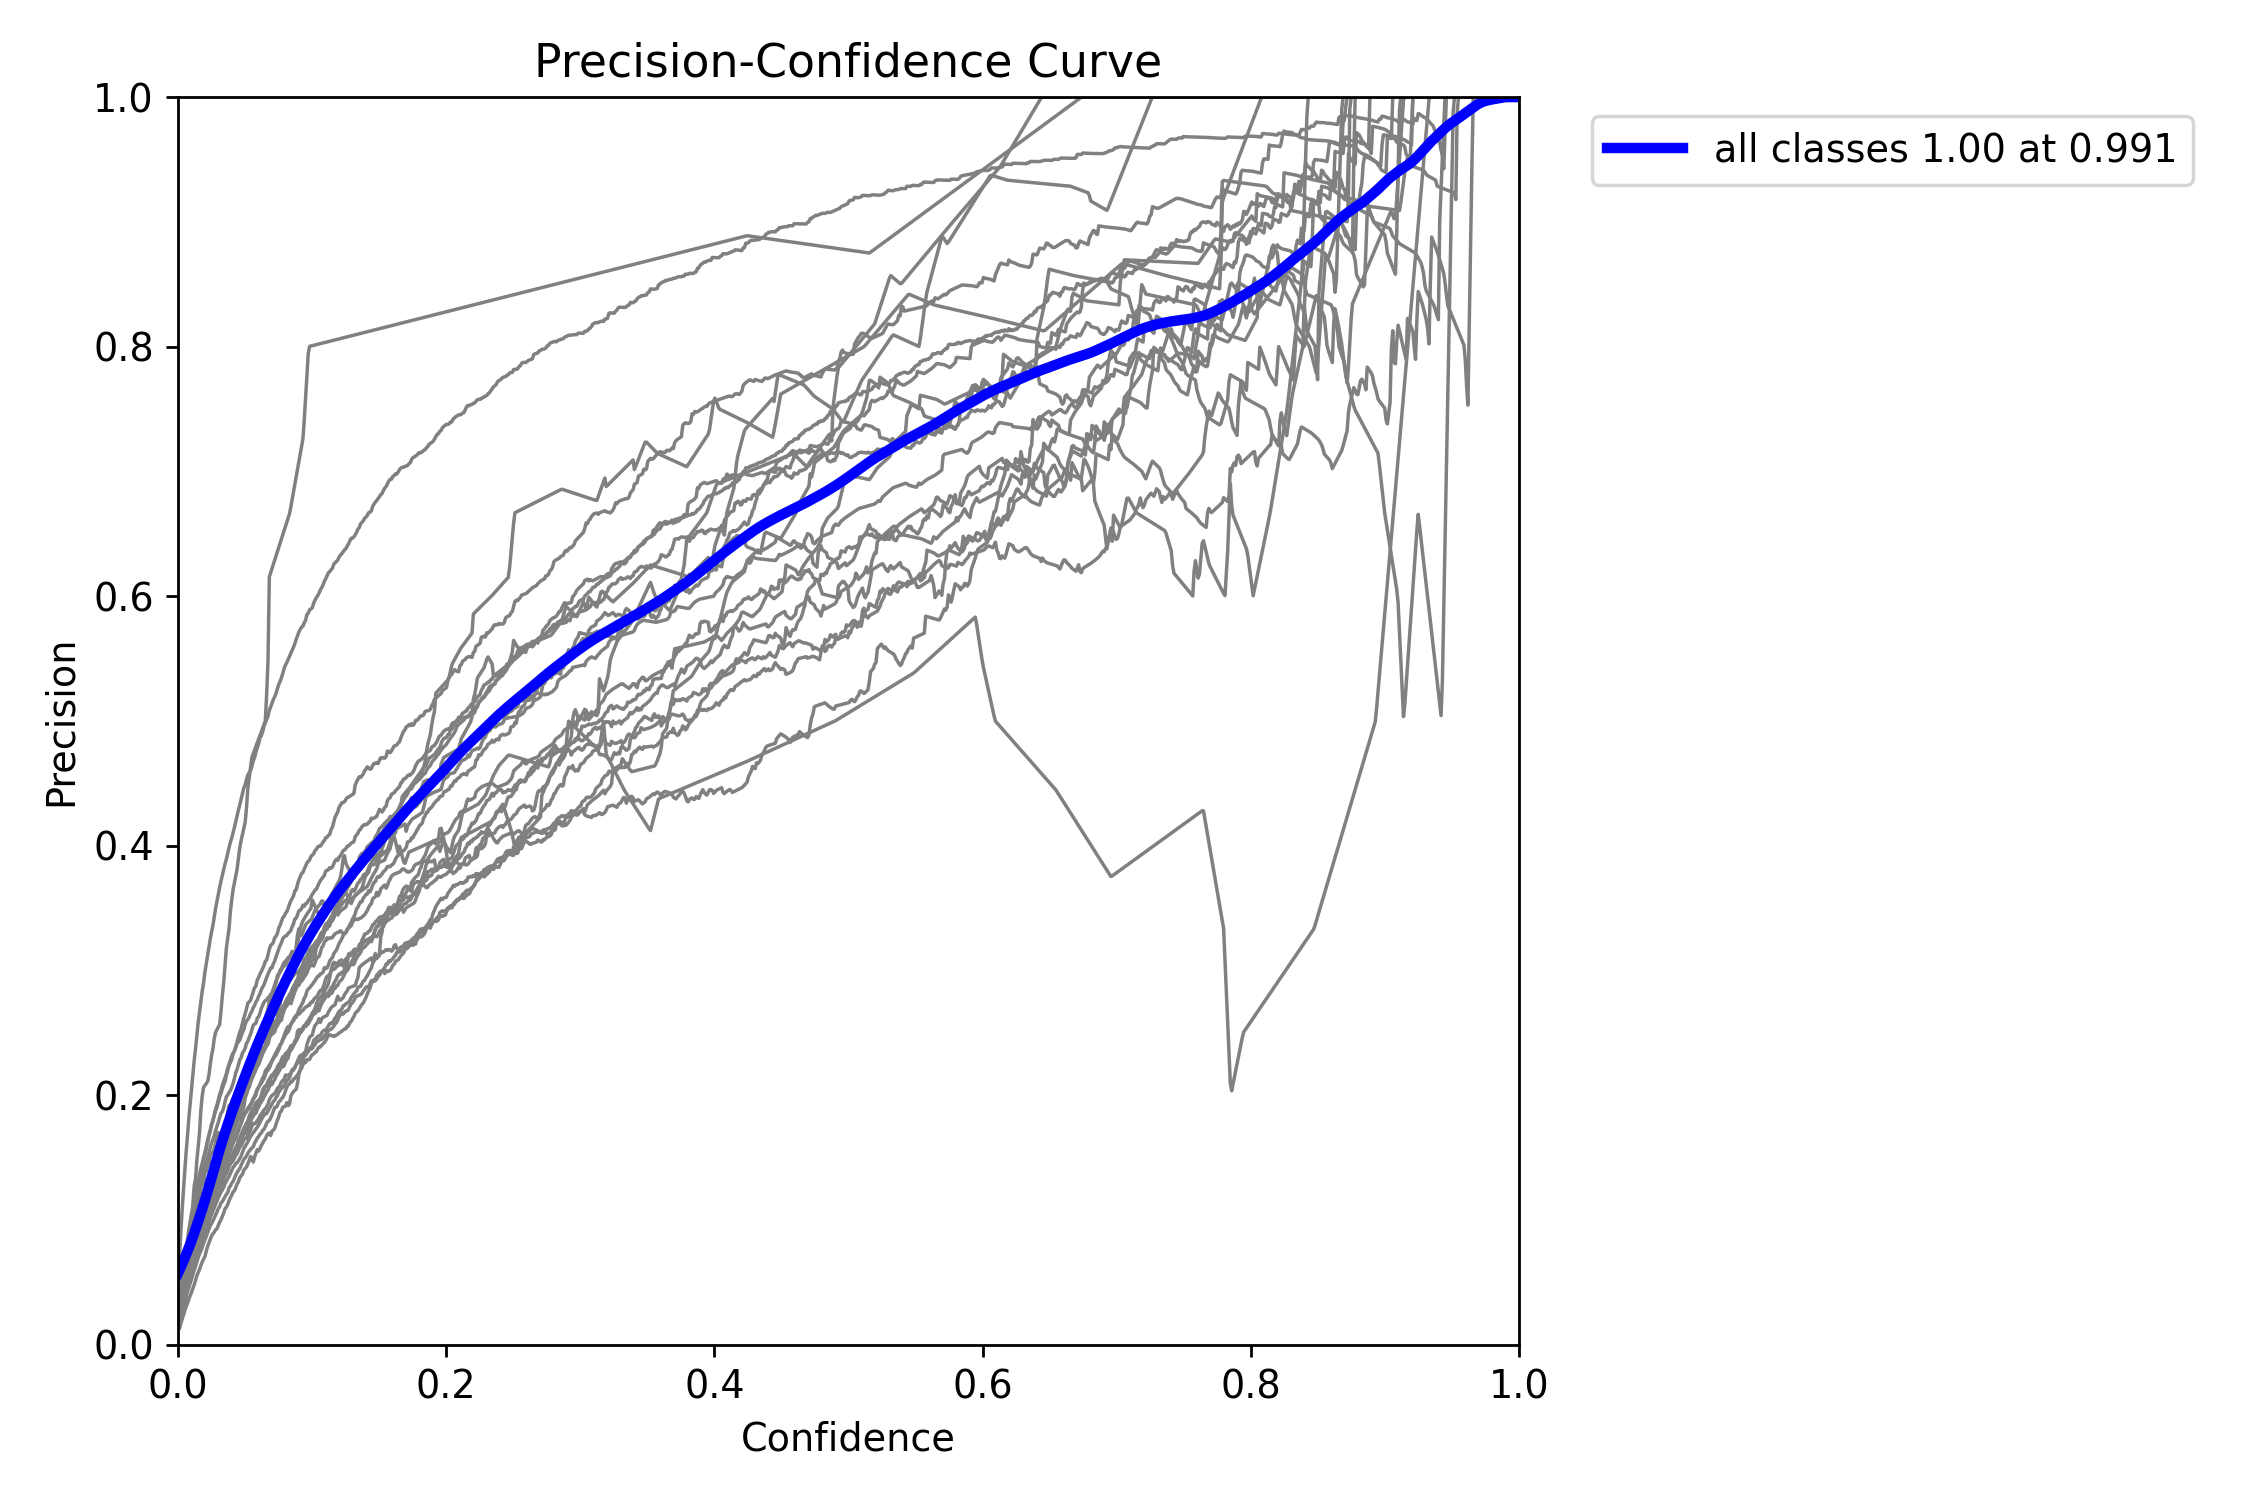 Precision-Confidence Curve
all classes 1.00 at 0.991
Precision
1.0
0.8
0.6
0.4
0.2
0.0
0.0 0.2 0.4 0.6 0.8 1.0
Confidence